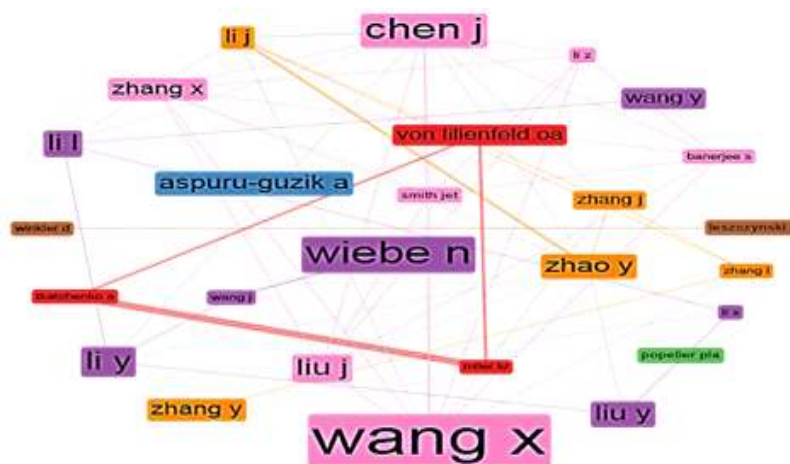 chen j
li j
li z
zhang x
wang y
von lilienfeld oa
li l
banerjee s
aspuru-guzik a
smith jet
zhang j
winkler d
leszczynski
wiebe n
zhao y
zhang l
tkatchenko a
wang j
li x
popelier pla
li y
liu j
zhang y
liu y
wang x